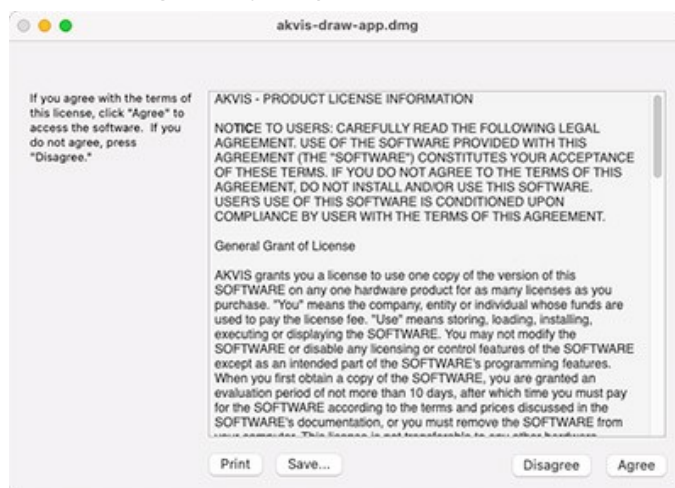 akvis-draw-app.dmg
If you agree with the terms of
this license, click "Agree" to
access the software. If you
do not agree, press
"Disagree."
AKVIS - PRODUCT LICENSE INFORMATION
NOTICE TO USERS: CAREFULLY READ THE FOLLOWING LEGAL
AGREEMENT. USE OF THE SOFTWARE PROVIDED WITH THIS
AGREEMENT (THE "SOFTWARE") CONSTITUTES YOUR ACCEPTANCE
OF THESE TERMS. IF YOU DO NOT AGREE TO THE TERMS OF THIS
AGREEMENT, DO NOT INSTALL AND/OR USE THIS SOFTWARE.
USER'S USE OF THIS SOFTWARE IS CONDITIONED UPON
COMPLIANCE BY USER WITH THE TERMS OF THIS AGREEMENT.
General Grant of License
AKVIS grants you a license to use one copy of the version of this
SOFTWARE on any one hardware product for as many licenses as you
purchase. "You" means the company, entity or individual whose funds are
used to pay the license fee. "Use" means storing, loading, installing,
executing or displaying the SOFTWARE. You may not modify the
SOFTWARE or disable any licensing or control features of the SOFTWARE
except as an intended part of the SOFTWARE's programming features.
When you first obtain a copy of the SOFTWARE, you are granted an
evaluation period of not more than 10 days, after which time you must pay
for the SOFTWARE according to the terms and prices discussed in the
SOFTWARE's documentation, or you must remove the SOFTWARE from
your computer. This license is not transferable to any other hardware
Print Save... Disagree Agree